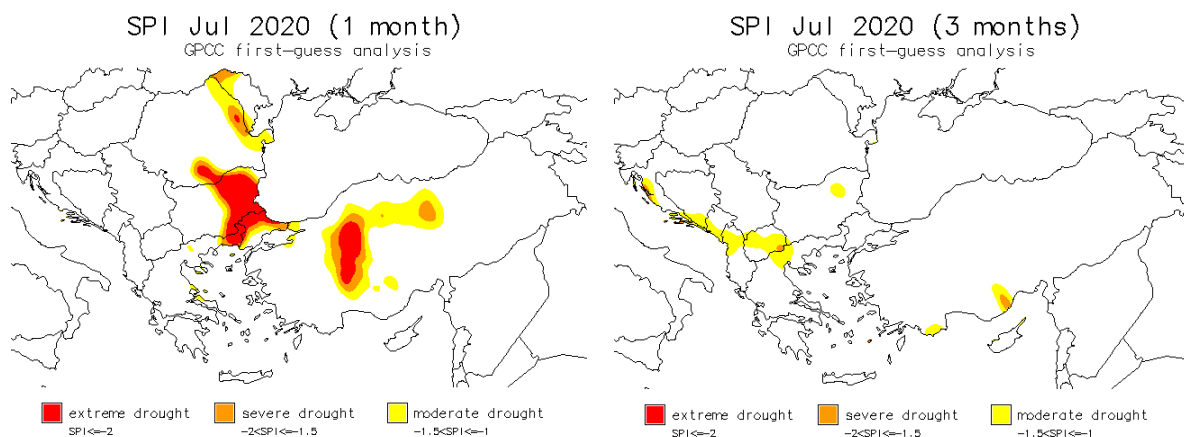 SPI Jul 2020 (1 month)
GPCC first-guess analysis
extreme drought
SPI<=-2
severe drought
-2<SPI<=-1.5
moderate drought
-1.5<SPI<=-1
SPI Jul 2020 (3 months)
GPCC first-guess analysis
extreme drought
SPI<=-2
severe drought
-2<SPI<=-1.5
moderate drought
-1.5<SPI<=-1